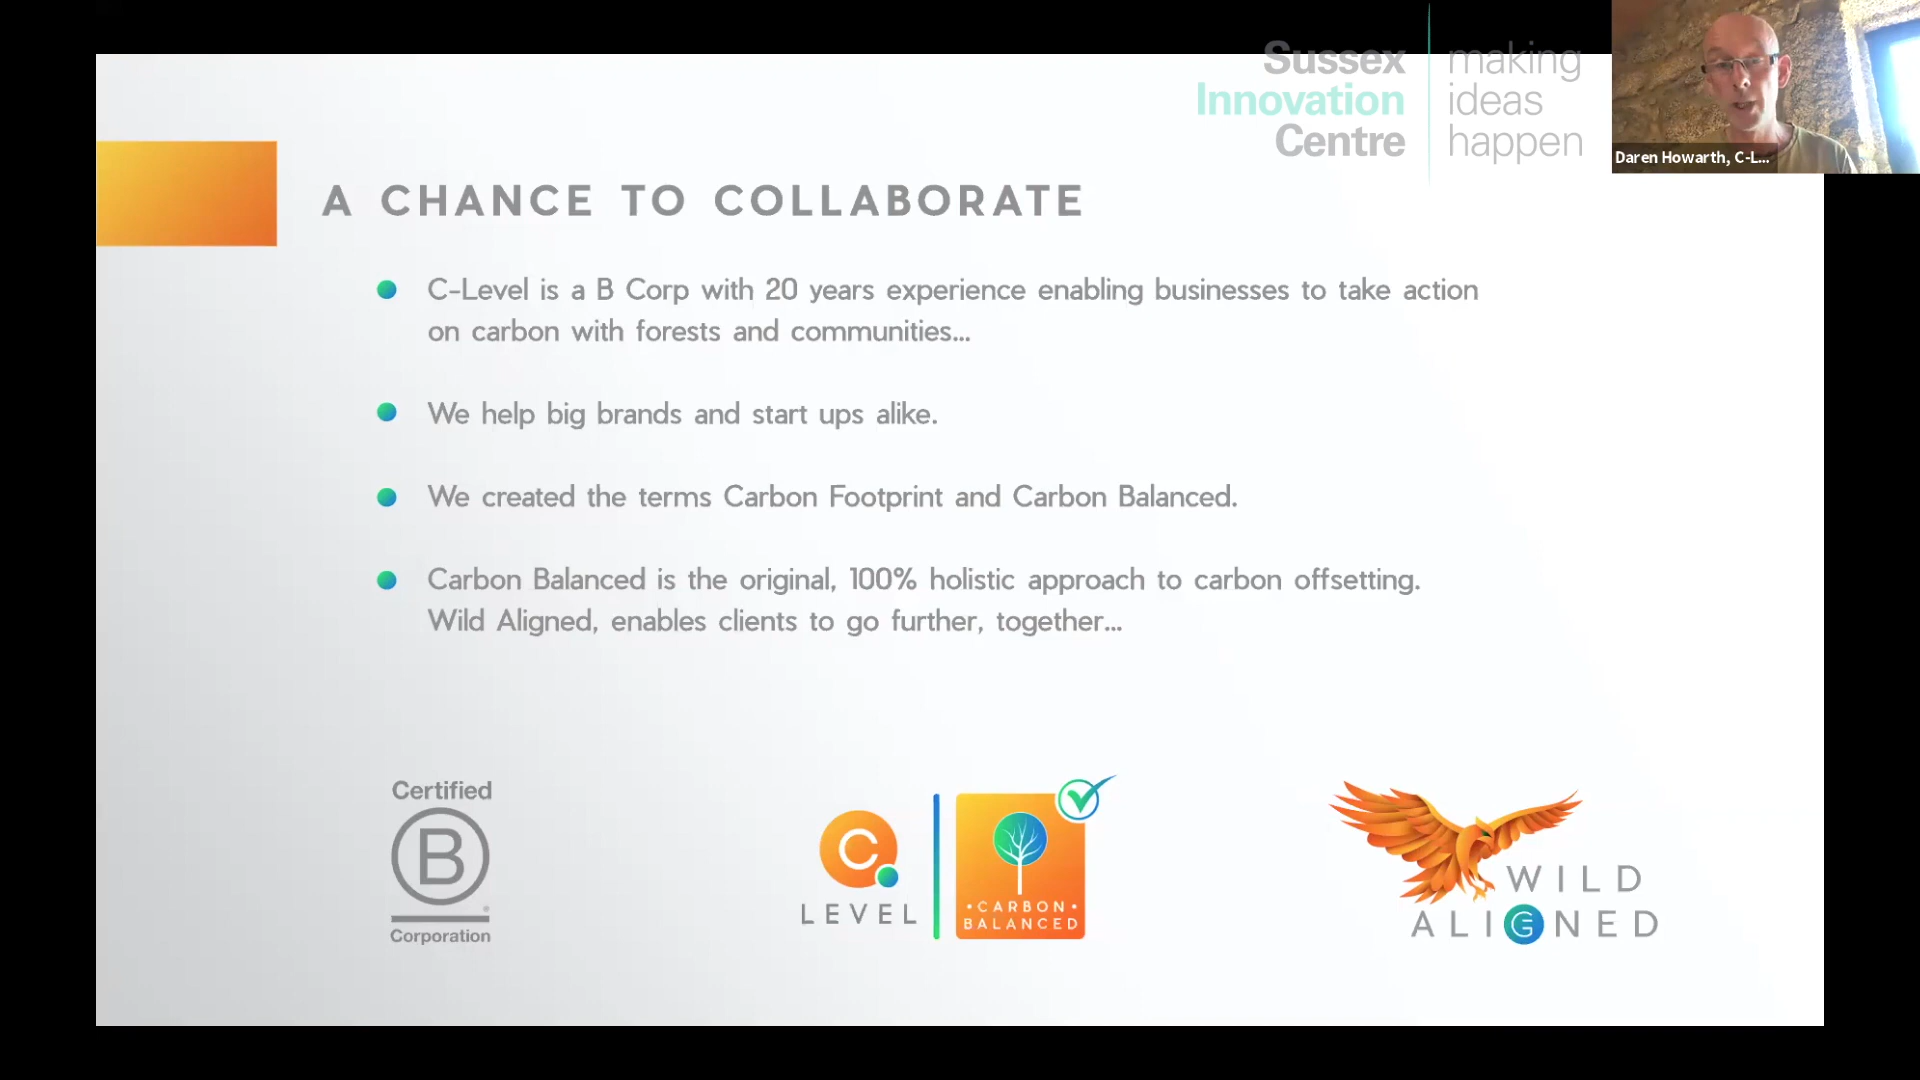 Sussex
Innovation
Centre
making
ideas
happen
Daren Howarth, C-L...
A CHANCE TO COLLABORATE
C-Level is a B Corp with 20 years experience enabling businesses to take action
on carbon with forests and communities...
We help big brands and start ups alike.
We created the terms Carbon Footprint and Carbon Balanced.
Carbon Balanced is the original, 100% holistic approach to carbon offsetting.
Wild Aligned, enables clients to go further, together...
Certified
B
®
Corporation
C
LEVEL
•CARBON•
BALANCED
WILD
ALIGNED